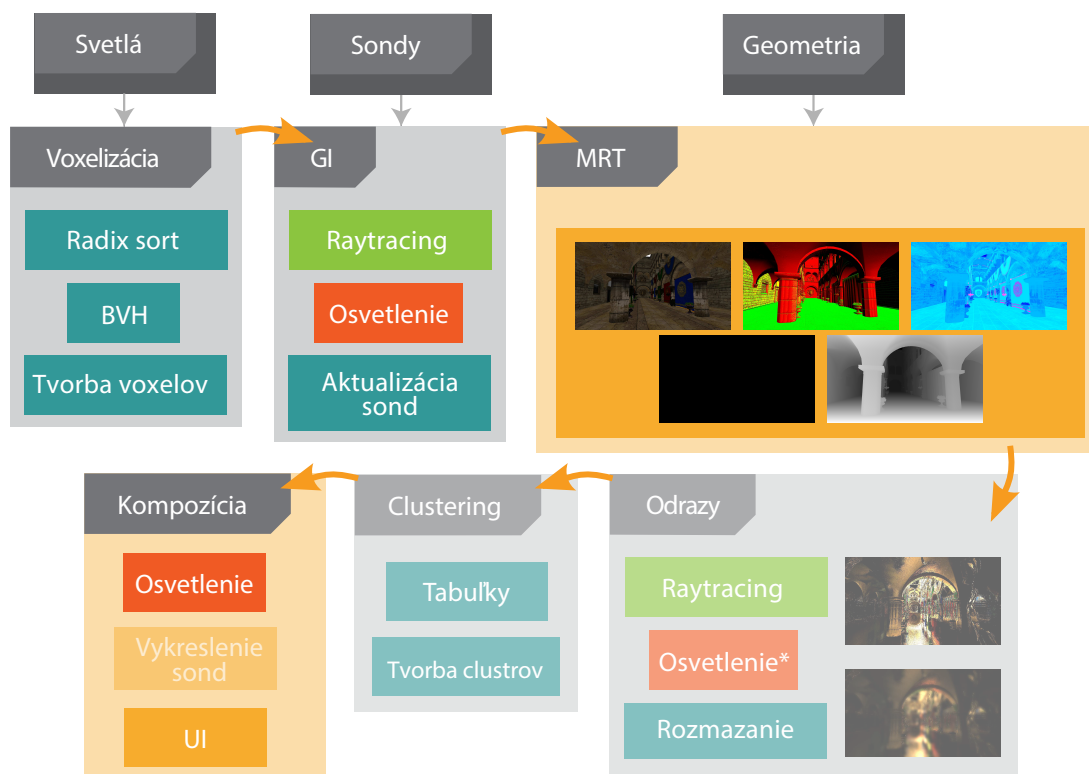 Svetlá
Sondy
Geometria
Voxelizácia
Radix sort
BVH
Tvorba voxelov
GI
Raytracing
Osvetlenie
Aktualizácia
sond
MRT
Kompozícia
Osvetlenie
Vykreslenie
sond
UI
Clustering
Tabuľky
Tvorba clustrov
Odrazy
Raytracing
Osvetlenie*
Rozmazanie